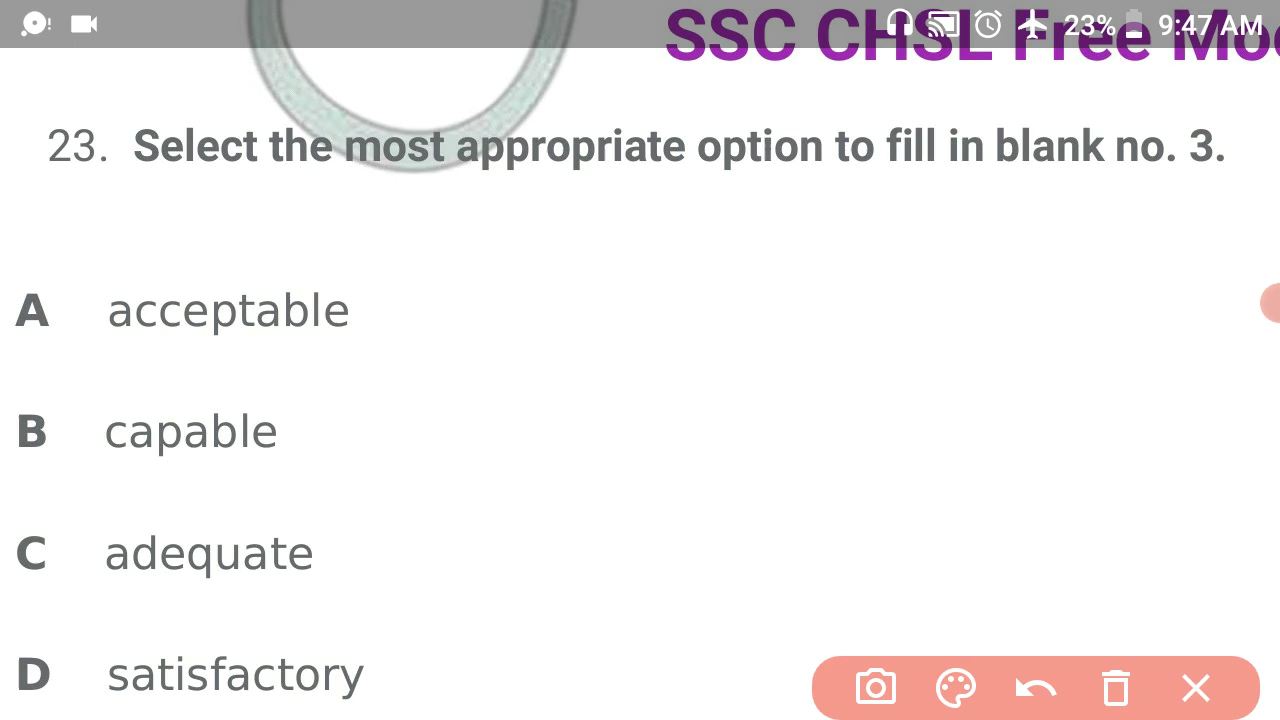 SSC CHSL Free Mo
23% 9:47 AM
23. Select the most appropriate option to fill in blank no. 3.
A acceptable
B capable
C adequate
D satisfactory